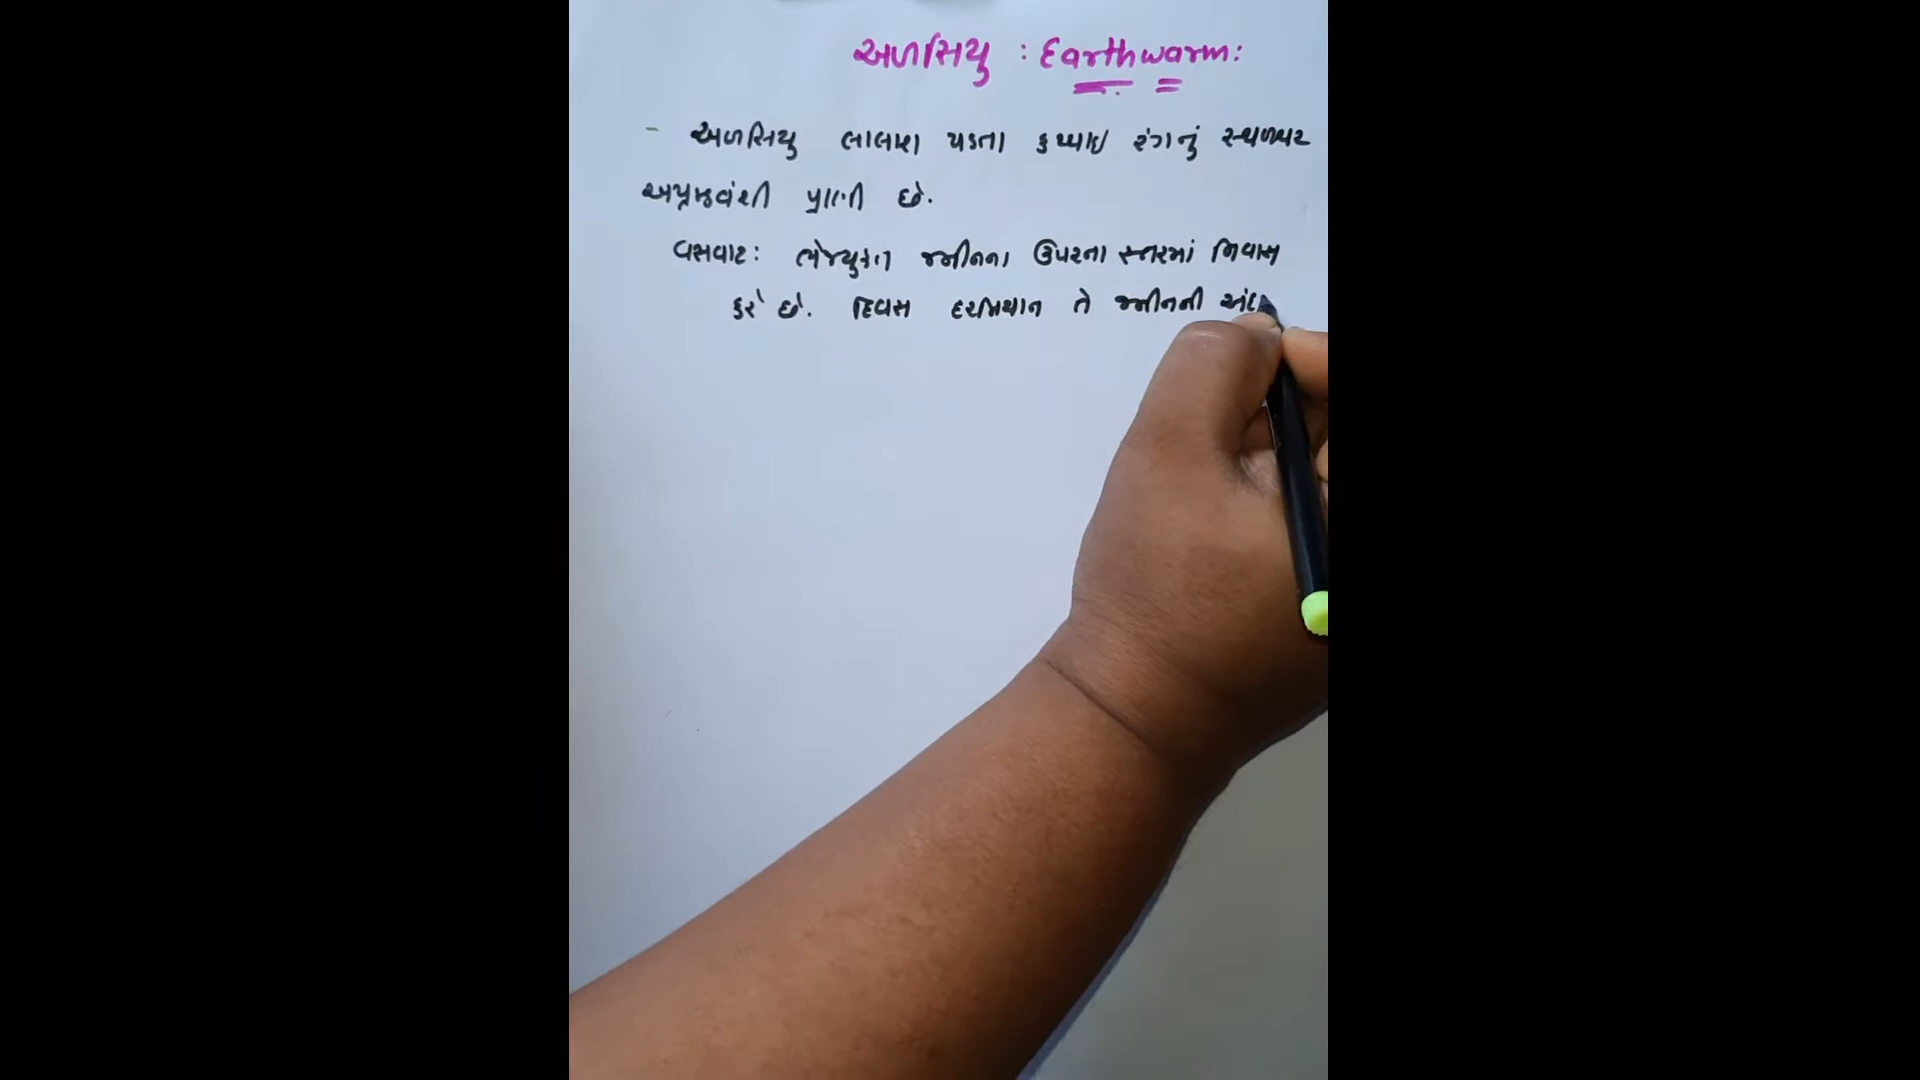 અળસિયુ : Earthwarm:
- અળસિયુ લાલાશ પડતા કથ્થાઇ રંગનું સ્થળચર
અપૃષ્ઠવંશી પ્રાણી છે.
વસવાટ: ભેજયુક્ત જમીનના ઉપરના સ્તરમાં નિવાસ
કરે છે. દિવસ દરમિયાન તે જમીનની અંદ